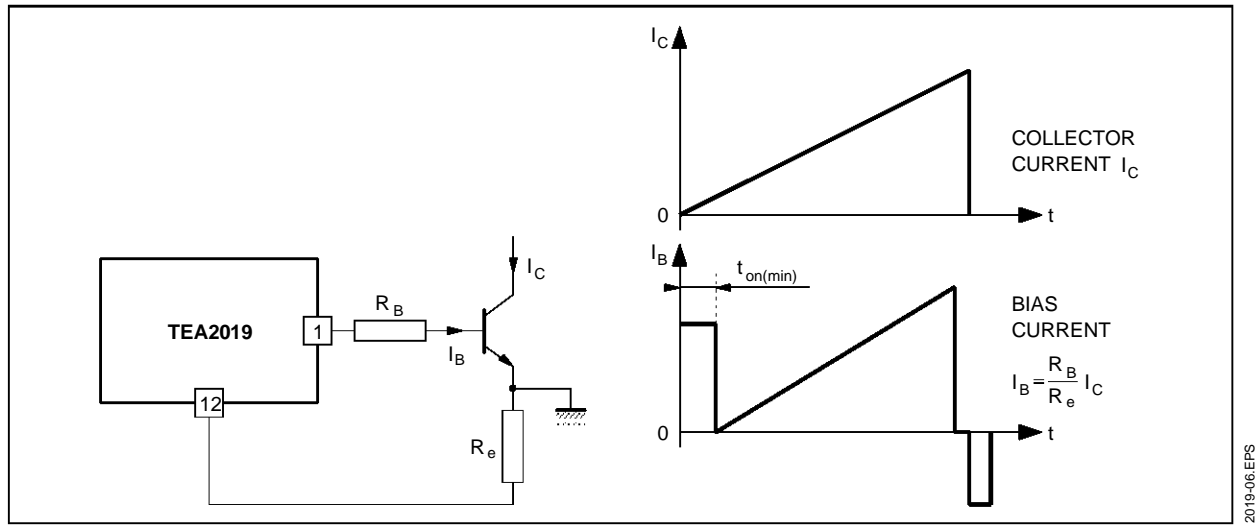 TEA2019
1
12
R_B
I_B
I_C
R_e
I_C
0
t
COLLECTOR
CURRENT I_C
I_B
t_on(min)
0
t
BIAS
CURRENT
I_B = R_B / R_e I_C
2019-06.EPS